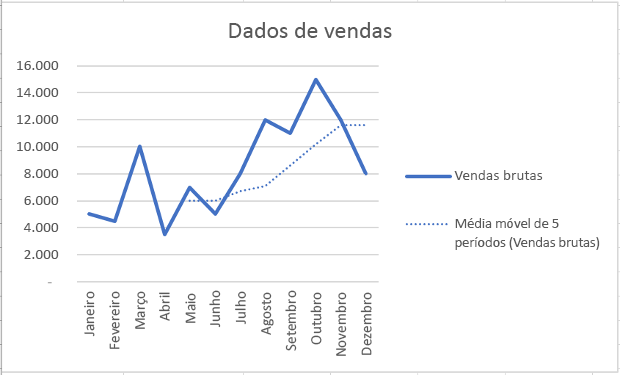 Dados de vendas
16.000
14.000
12.000
10.000
8.000
6.000
4.000
2.000
-
Janeiro
Fevereiro
Março
Abril
Maio
Junho
Julho
Agosto
Setembro
Outubro
Novembro
Dezembro
Vendas brutas
Média móvel de 5
períodos (Vendas brutas)